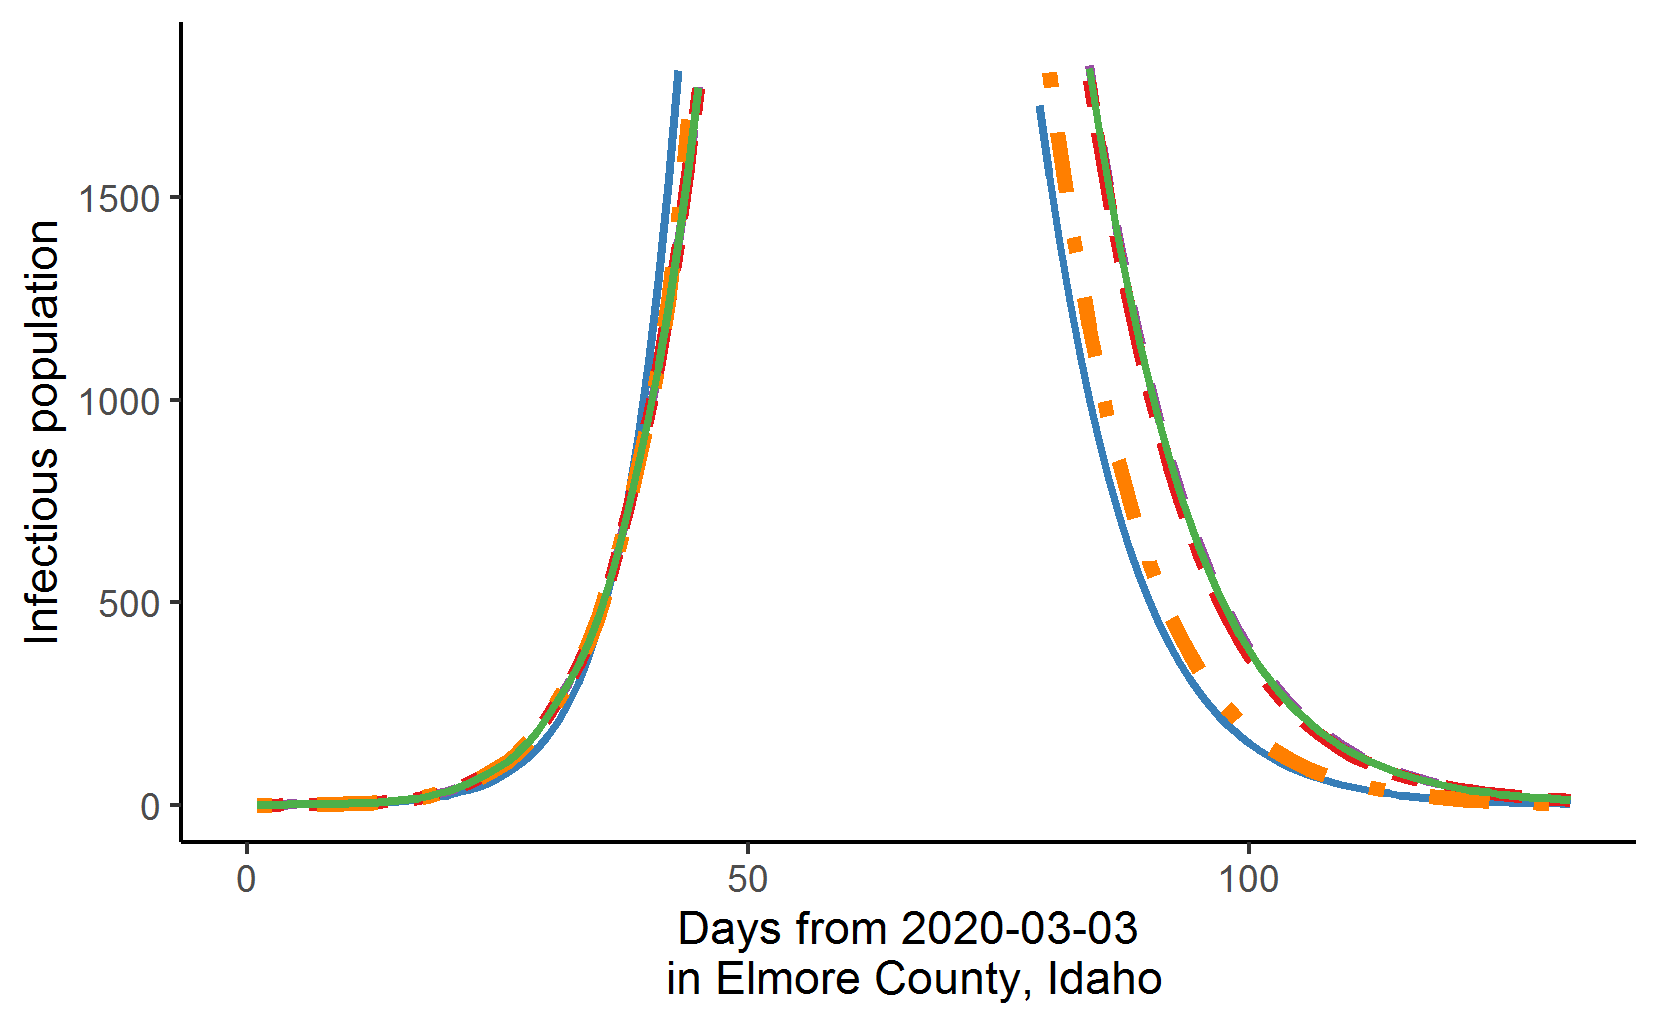 Infectious population
1500
1000
500
0
0 50 100
Days from 2020-03-03
in Elmore County, Idaho